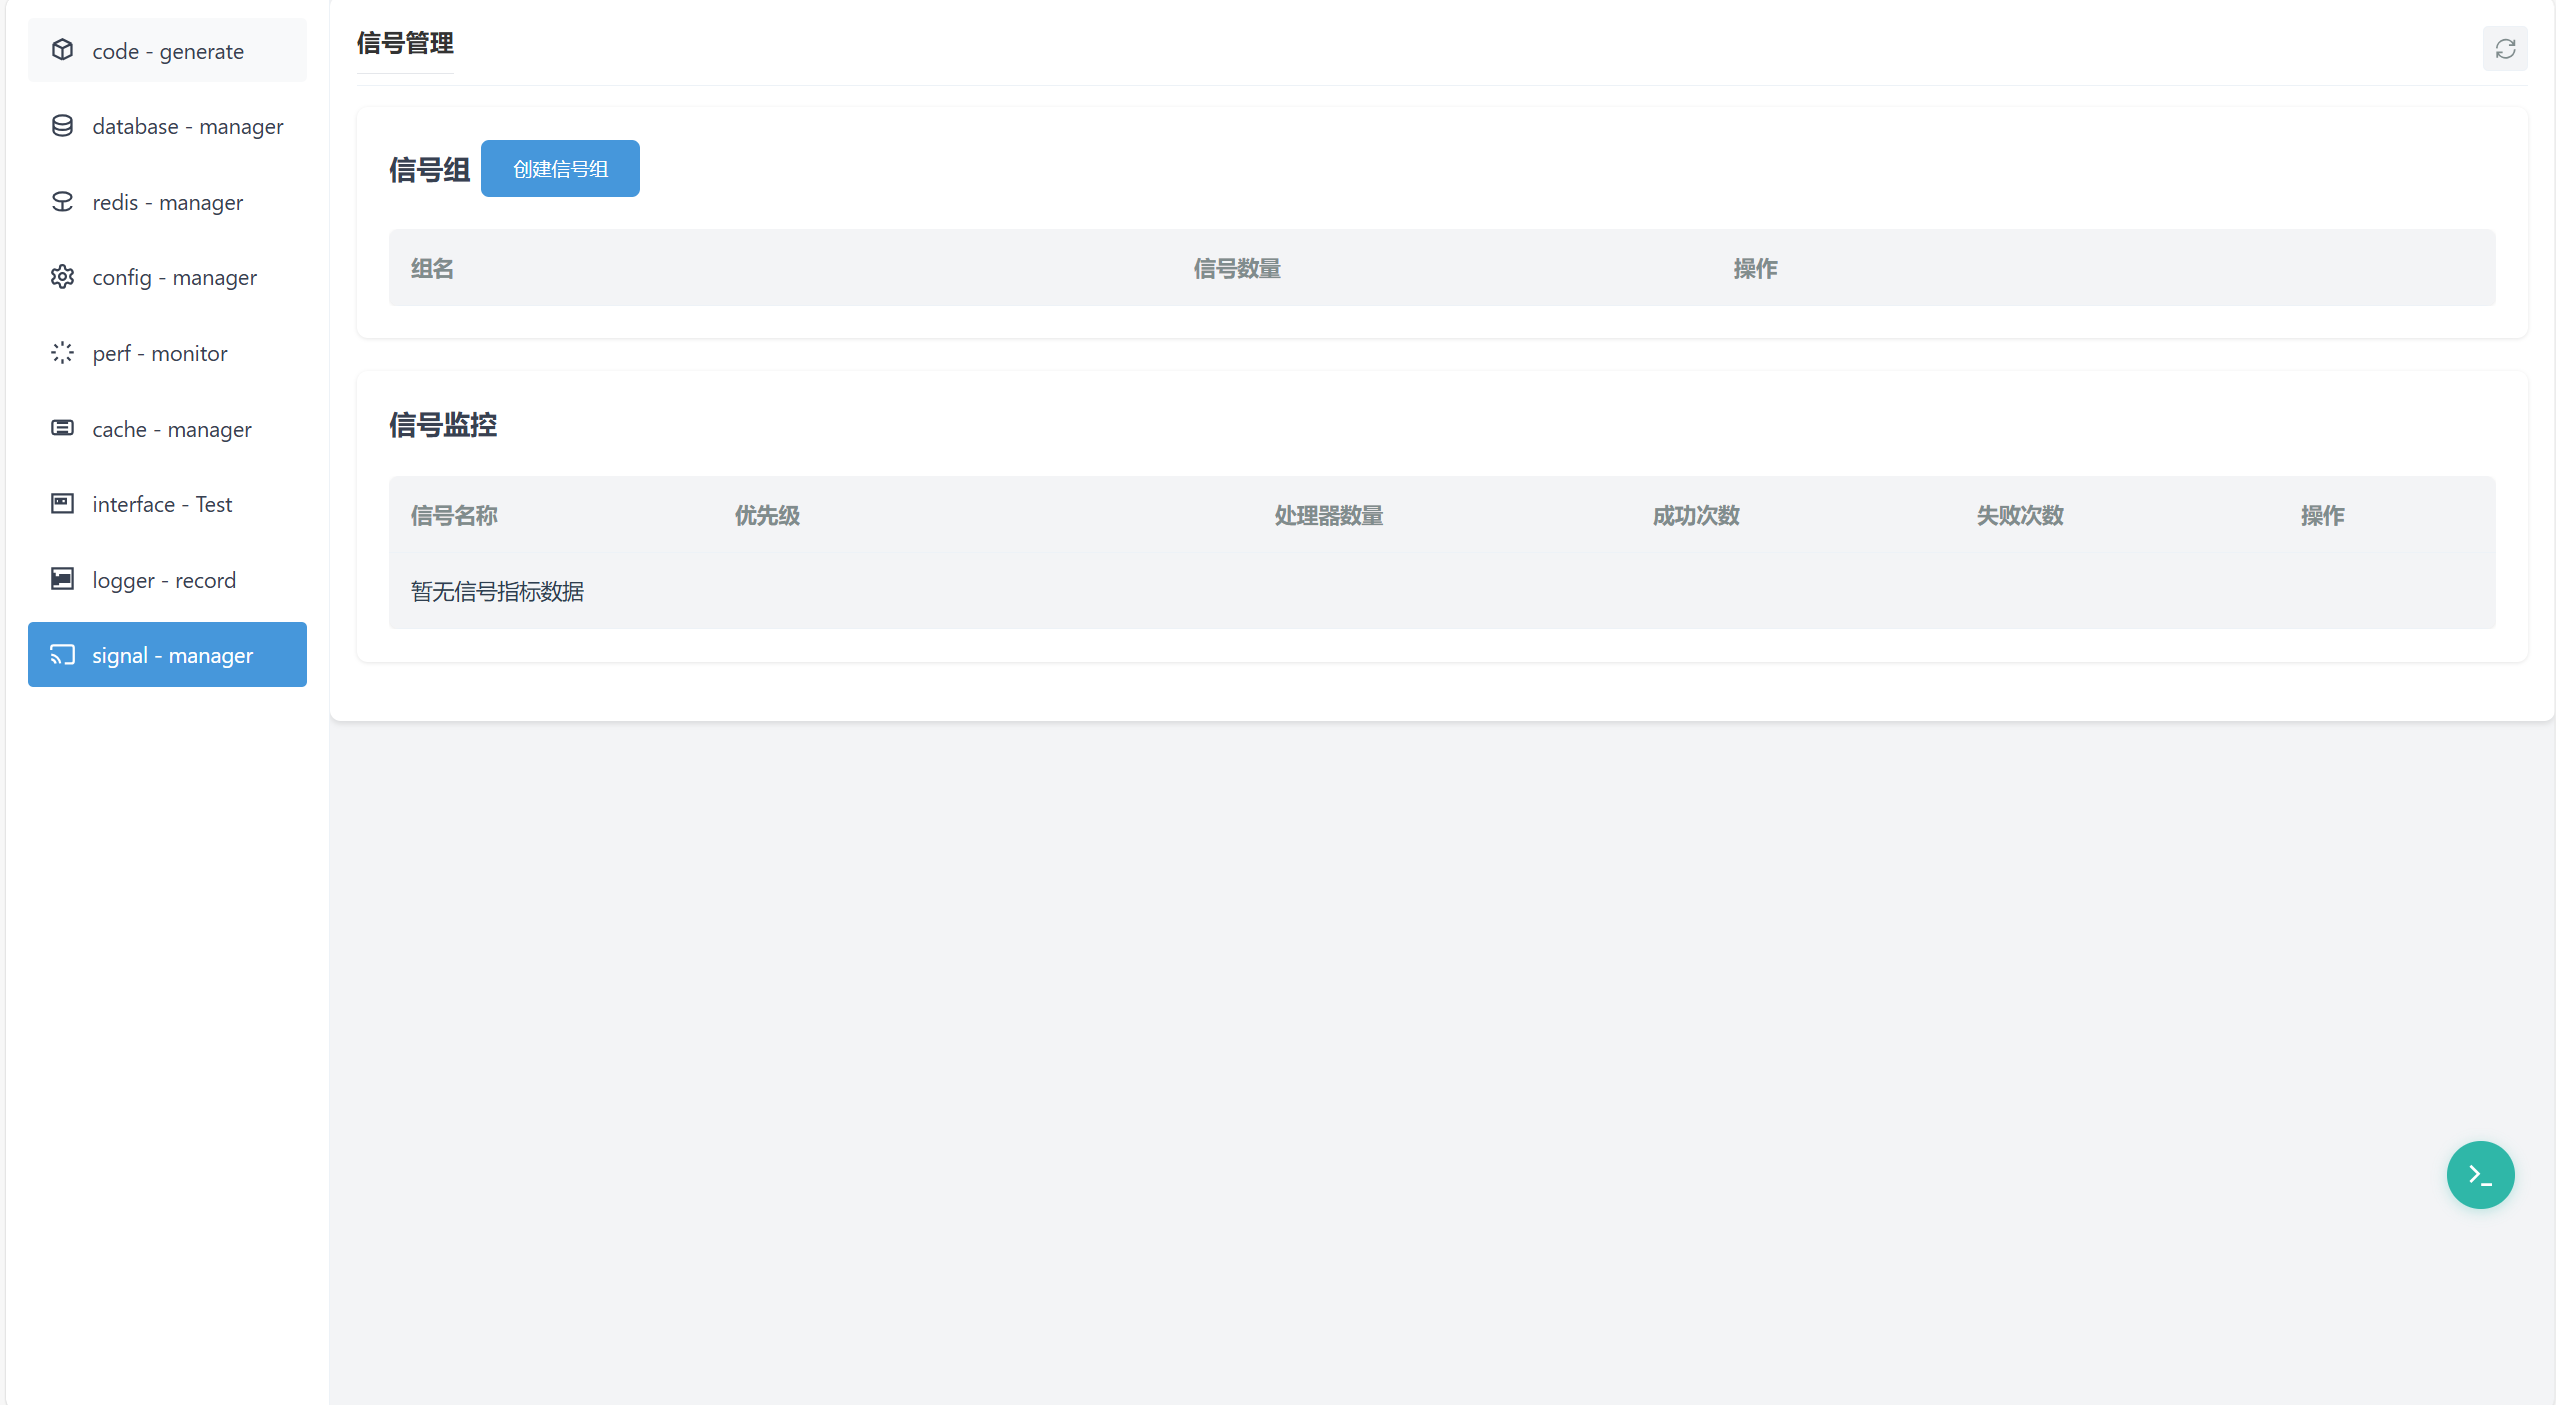 code - generate
database - manager
redis - manager
config - manager
perf - monitor
cache - manager
interface - Test
logger - record
signal - manager
信号管理
信号组 创建信号组
组名 信号数量 操作
信号监控
信号名称 优先级 处理器数量 成功次数 失败次数 操作
暂无信号指标数据